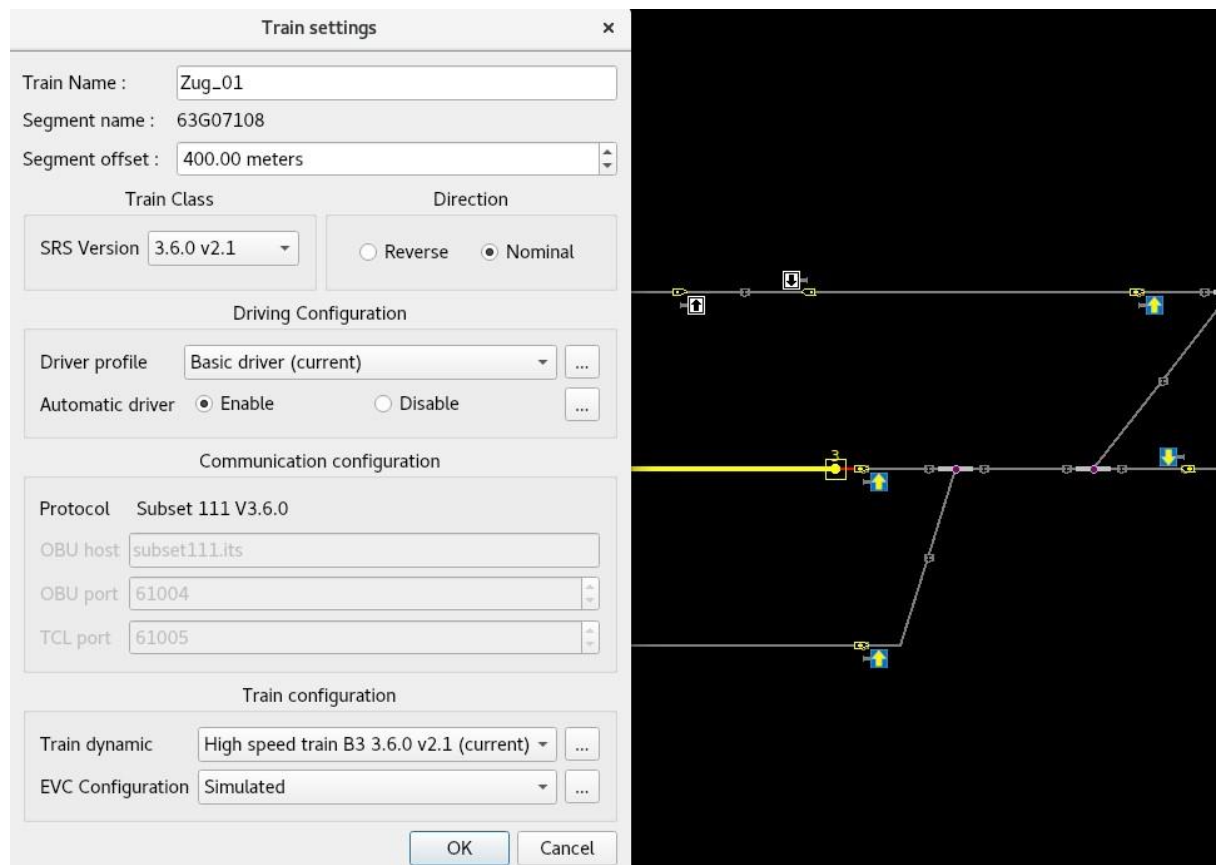 Train settings
Train Name :
Zug_01
Segment name :
63G07108
Segment offset :
400.00 meters
Train Class
Direction
SRS Version
3.6.0 v2.1
Reverse
Nominal
Driving Configuration
Driver profile
Basic driver (current)
...
Automatic driver
Enable
Disable
...
Communication configuration
Protocol
Subset 111 V3.6.0
OBU host
subset111.its
OBU port
61004
TCL port
61005
Train configuration
Train dynamic
High speed train B3 3.6.0 v2.1 (current)
...
EVC Configuration
Simulated
...
OK
Cancel
3